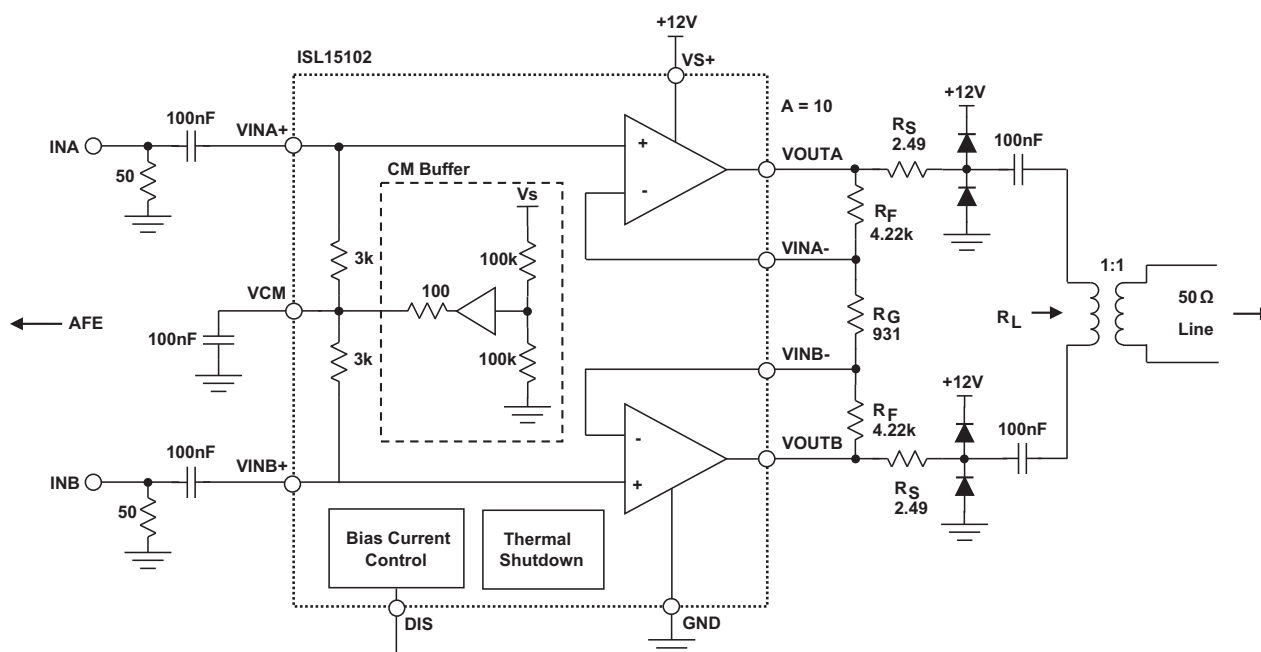 +12V
ISL15102
VS+
A = 10
+12V
100nF
VINA+
INA
50
CM Buffer
Vs
+
-
VOUTA
RS
2.49
100nF
RF
4.22k
3k
100k
VINA-
1:1
VCM
100
AFE
100nF
3k
100k
RG
931
RL
50 Ω
Line
VINB-
+12V
RF
4.22k
100nF
VINB+
INB
50
-
+
VOUTB
100nF
RS
2.49
Bias Current
Control
Thermal
Shutdown
DIS
GND